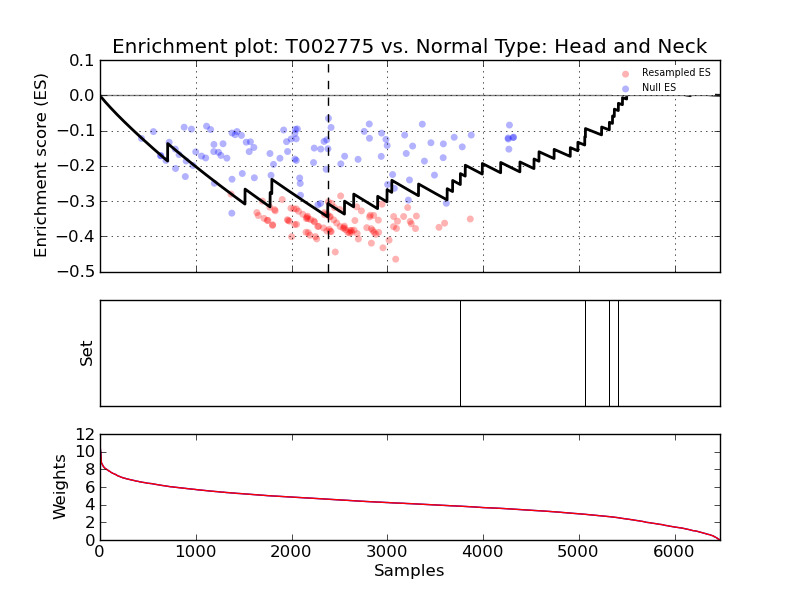 Enrichment plot: T002775 vs. Normal Type: Head and Neck
Enrichment score (ES)
0.1
0.0
−0.1
−0.2
−0.3
−0.4
−0.5
Resampled ES
Null ES
Set
Weights
12
10
8
6
4
2
0
0 1000 2000 3000 4000 5000 6000
Samples